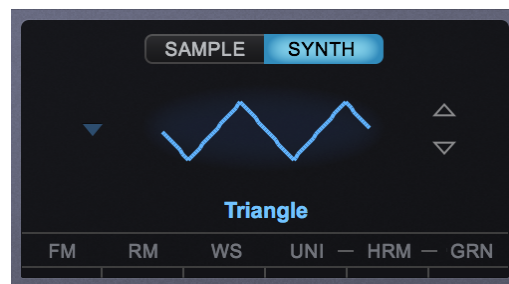 SAMPLE SYNTH
Triangle
FM RM WS UNI — HRM — GRN